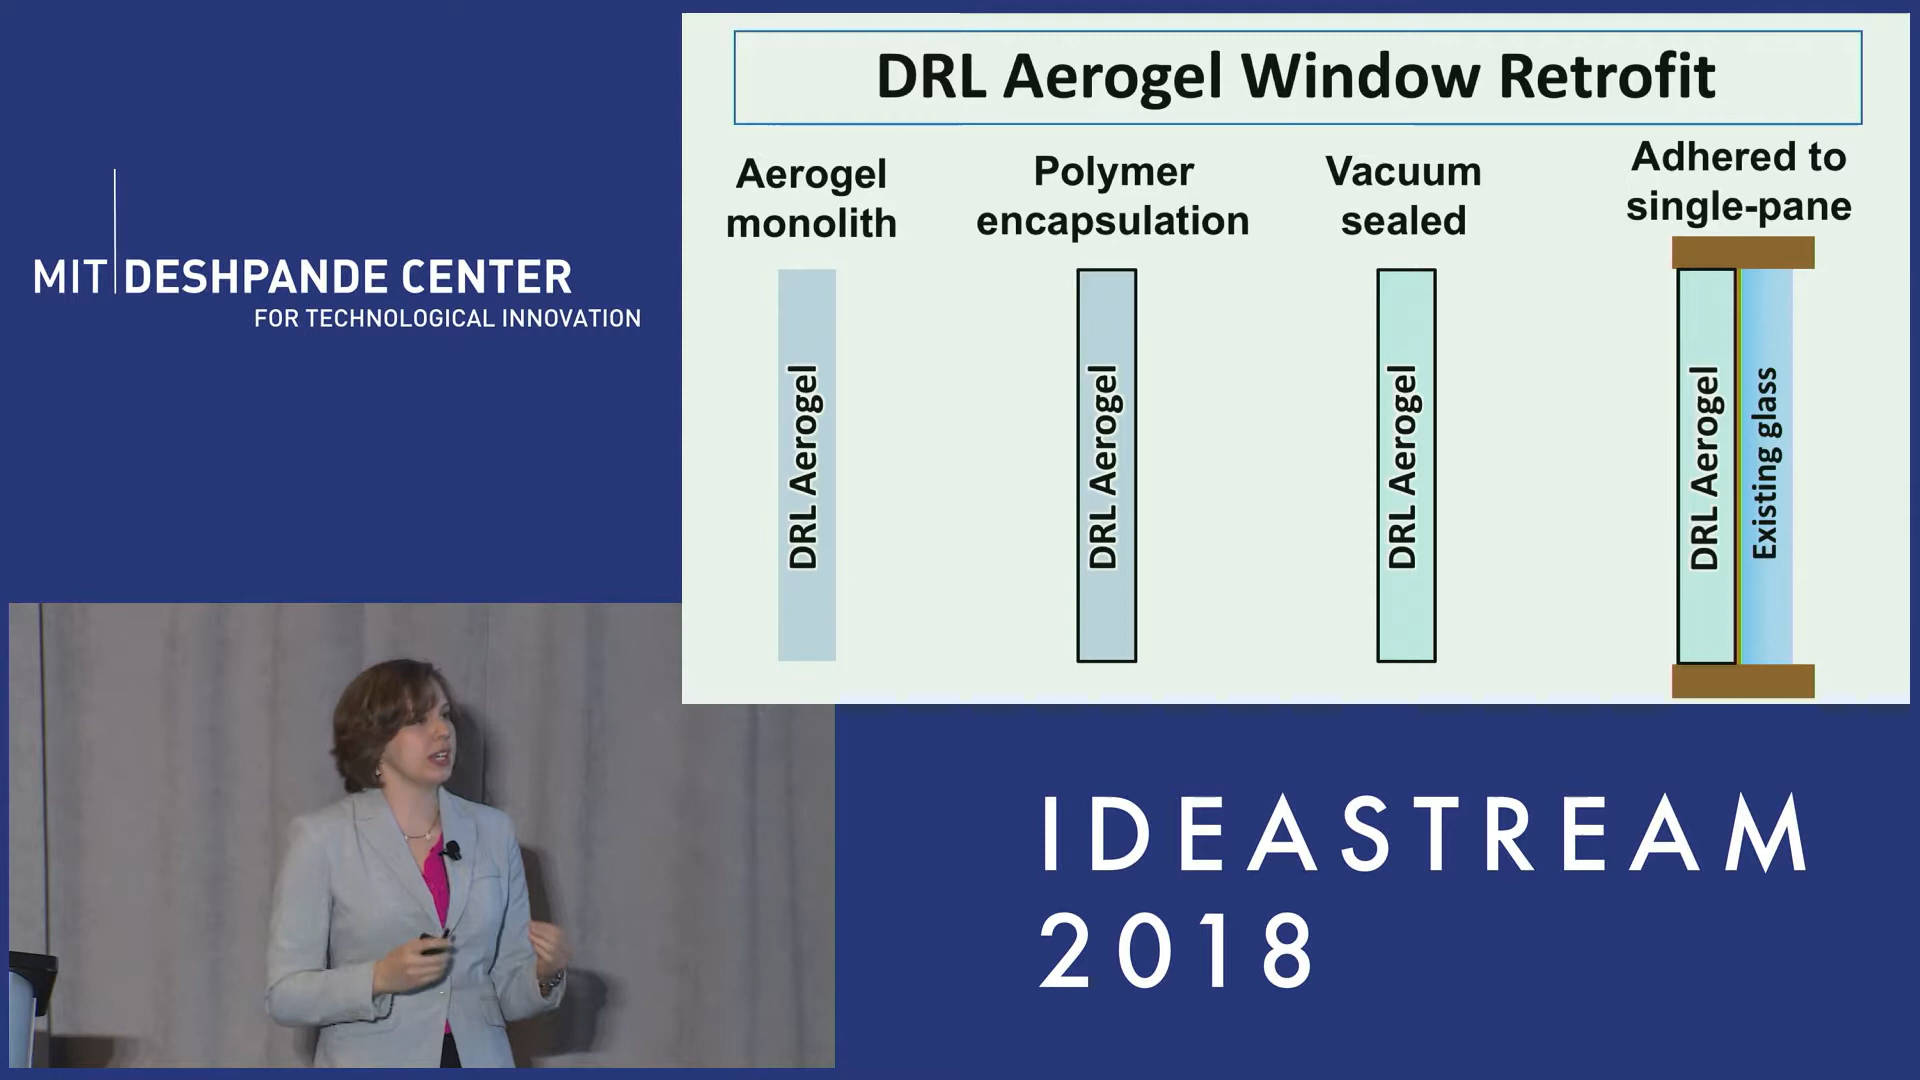 MIT DESHPANDE CENTER
FOR TECHNOLOGICAL INNOVATION
DRL Aerogel Window Retrofit
Aerogel
monolith
Polymer
encapsulation
Vacuum
sealed
Adhered to
single-pane
DRL Aerogel
DRL Aerogel
DRL Aerogel
DRL Aerogel
Existing glass
IDEASTREAM
2018